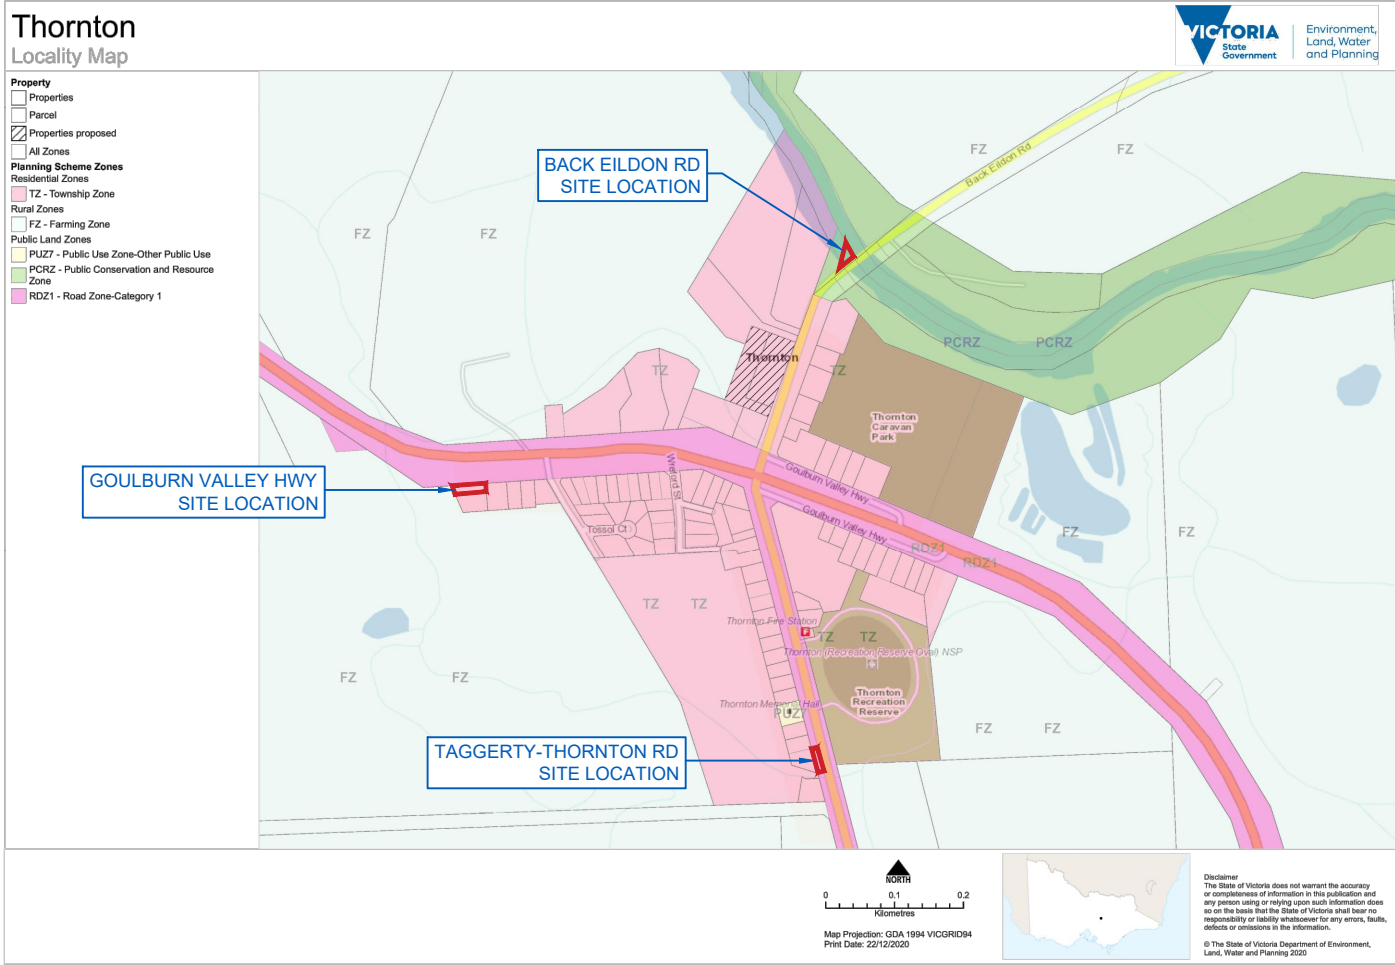 Thornton
Locality Map
VICTORIA
State
Government
Environment,
Land, Water
and Planning
Property
Properties
Parcel
Properties proposed
All Zones
Planning Scheme Zones
Residential Zones
TZ - Township Zone
Rural Zones
FZ - Farming Zone
Public Land Zones
PUZ7 - Public Use Zone-Other Public Use
PCRZ - Public Conservation and Resource
Zone
RDZ1 - Road Zone-Category 1
BACK EILDON RD
SITE LOCATION
FZ
FZ
Back Eildon Rd
FZ
FZ
PCRZ
PCRZ
Thornton
TZ
TZ
Thornton
Caravan
Park
GOULBURN VALLEY HWY
SITE LOCATION
Wreford St
Goulburn Valley Hwy
Goulburn Valley Hwy
Tossol Ct
FZ
FZ
RDZ1
RDZ1
TZ
TZ
Thornton Fire Station
F
TZ
TZ
Thornton (Recreation Reserve Oval) NSP
FZ
FZ
Thornton
Recreation
Reserve
Thornton Memorial Hall
PUZ7
FZ
FZ
TAGGERTY-THORNTON RD
SITE LOCATION
NORTH
0
0.1
0.2
Kilometres
Map Projection: GDA 1994 VICGRID94
Print Date: 22/12/2020
Disclaimer
The State of Victoria does not warrant the accuracy
or completeness of information in this publication and
any person using or relying upon such information does
so on the basis that the State of Victoria shall bear no
responsibility or liability whatsoever for any errors, faults,
defects or omissions in the information.
© The State of Victoria Department of Environment,
Land, Water and Planning 2020